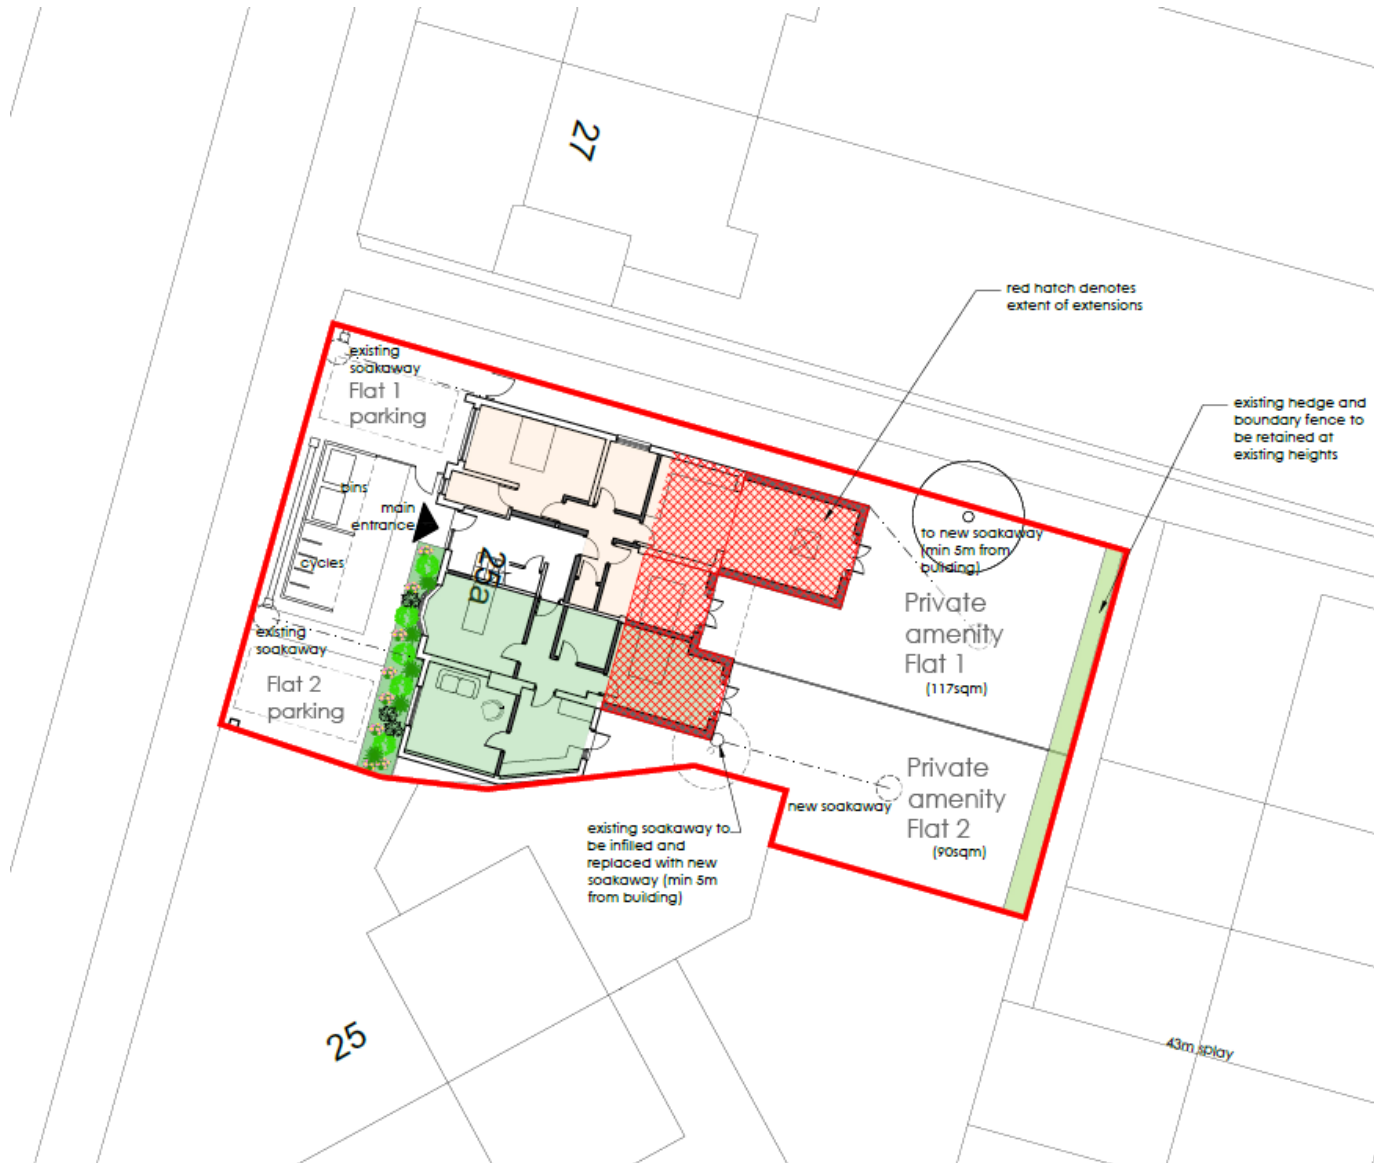 27
red hatch denotes
extent of extensions
existing
soakaway
Flat 1
parking
existing hedge and
boundary fence to
be retained at
existing heights
bins
main
entrance
cycles
25a
to new soakaway
(min 5m from
building)
Private
amenity
Flat 1
(117sqm)
existing
soakaway
Flat 2
parking
Private
amenity
Flat 2
(90sqm)
new soakaway
existing soakaway to
be infilled and
replaced with new
soakaway (min 5m
from building)
25
43m splay